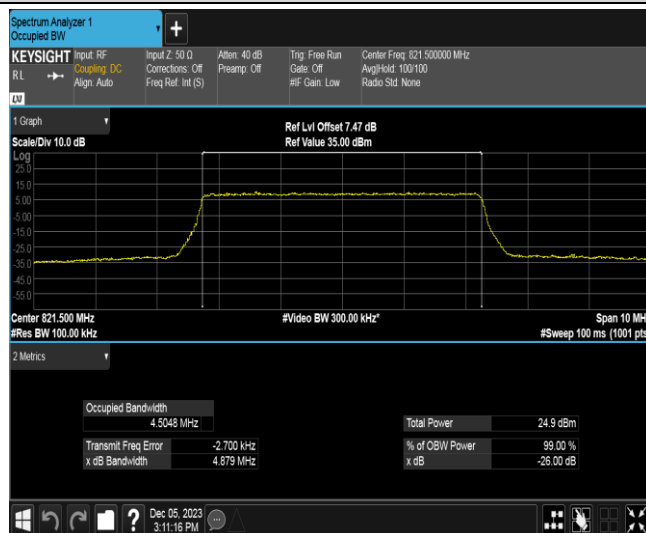 Spectrum Analyzer 1
Occupied BW
KEYSIGHT
RL
LXI
Input: RF
Coupling: DC
Align: Auto
Input Z: 50 Ω
Corrections: Off
Freq Ref: Int (S)
Atten: 40 dB
Preamp: Off
Trig: Free Run
Gate: Off
#IF Gain: Low
Center Freq: 821.500000 MHz
Avg|Hold: 100/100
Radio Std: None
1 Graph
Scale/Div 10.0 dB
Ref Lvl Offset 7.47 dB
Ref Value 35.00 dBm
Log
25.0
15.0
5.00
-5.00
-15.0
-25.0
-35.0
-45.0
-55.0
Center 821.500 MHz
#Video BW 300.00 kHz*
Span 10 MH
#Res BW 100.00 kHz
#Sweep 100 ms (1001 pts
2 Metrics
Occupied Bandwidth
4.5048 MHz
Transmit Freq Error -2.700 kHz
x dB Bandwidth 4.879 MHz
Total Power 24.9 dBm
% of OBW Power 99.00 %
x dB -26.00 dB
?
Dec 05, 2023
3:11:16 PM